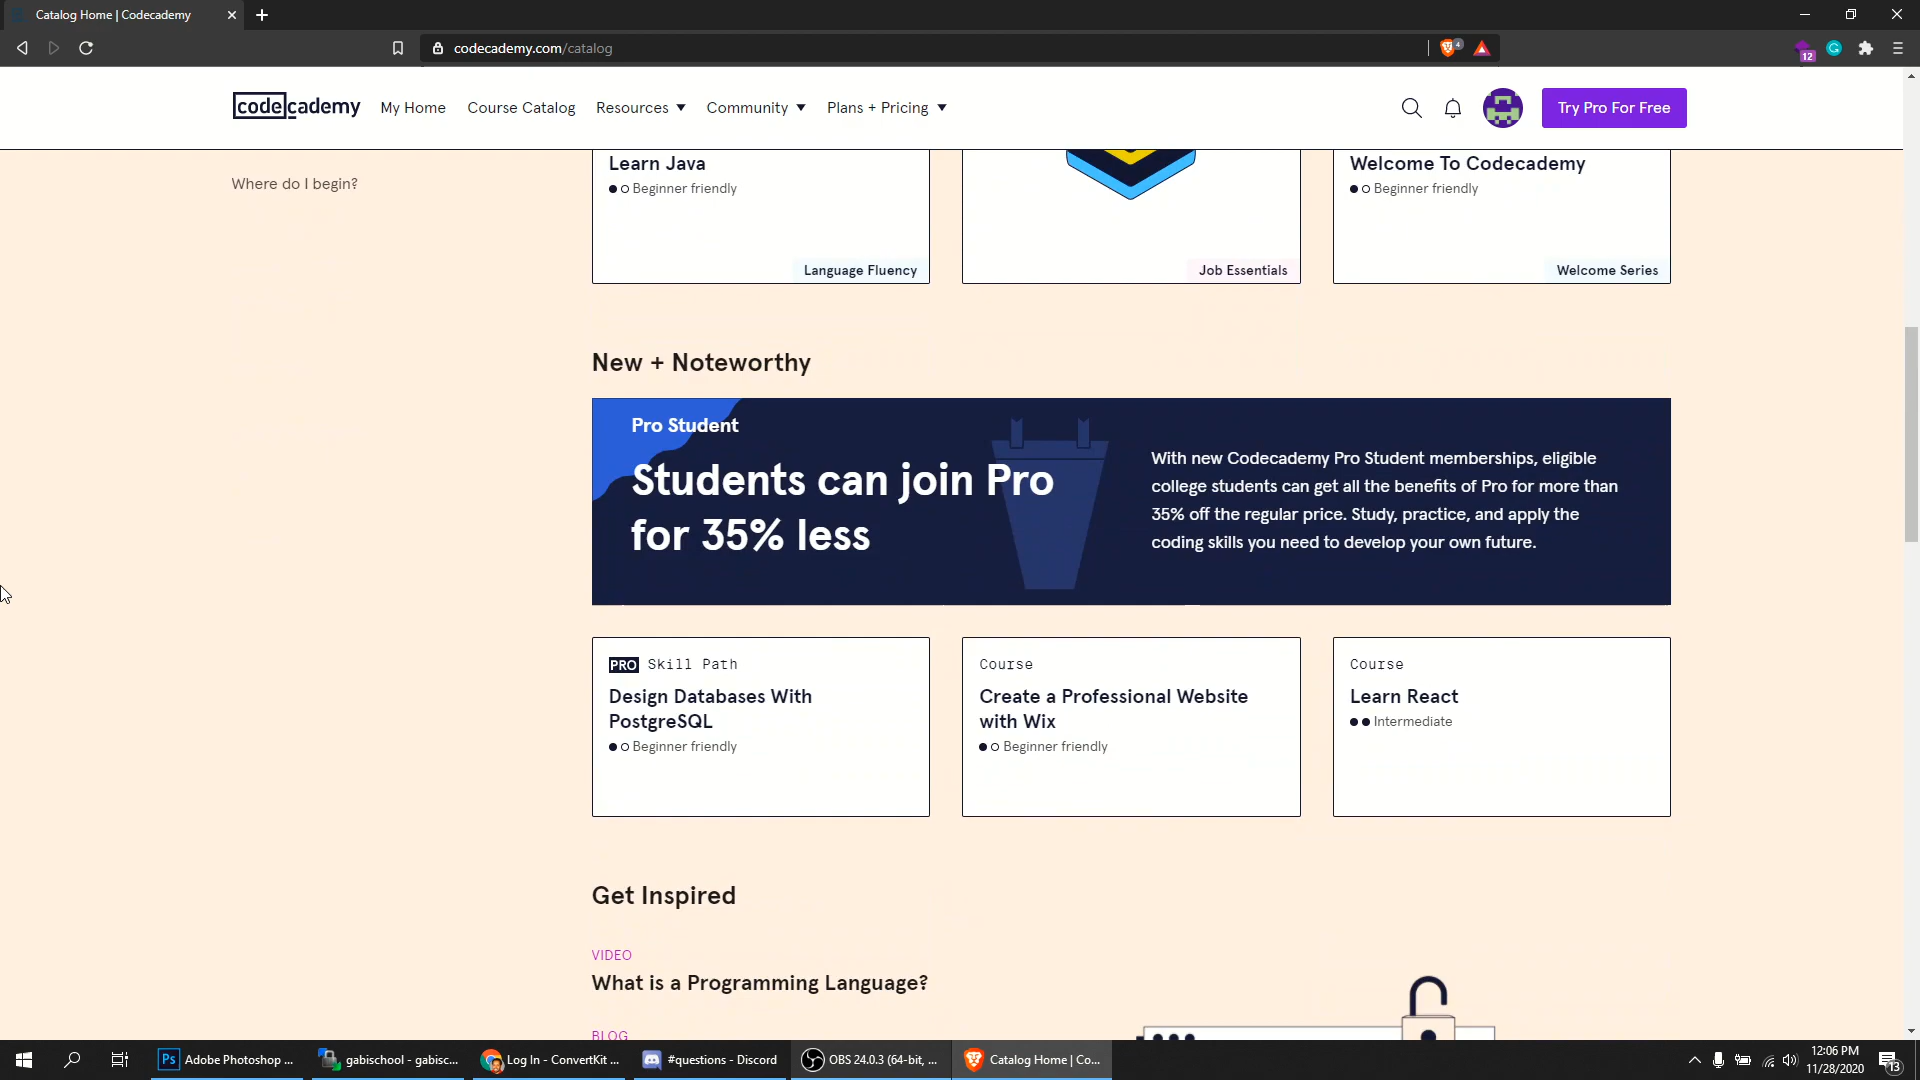 Catalog Home | Codecademy
codecademy.com/catalog
4
12
codecademy
My Home
Course Catalog
Resources
Community
Plans + Pricing
Try Pro For Free
Where do I begin?
Learn Java
Beginner friendly
Language Fluency
Job Essentials
Welcome To Codecademy
Beginner friendly
Welcome Series
New + Noteworthy
Pro Student
Students can join Pro
for 35% less
With new Codecademy Pro Student memberships, eligible
college students can get all the benefits of Pro for more than
35% off the regular price. Study, practice, and apply the
coding skills you need to develop your own future.
PRO Skill Path
Design Databases With
PostgreSQL
Beginner friendly
Course
Create a Professional Website
with Wix
Beginner friendly
Course
Learn React
Intermediate
Get Inspired
VIDEO
What is a Programming Language?
BLOG
Ps
Adobe Photoshop ...
gabischool - gabisc...
Log In - ConvertKit ...
#questions - Discord
OBS 24.0.3 (64-bit, ...
Catalog Home | Co...
12:06 PM
11/28/2020
13